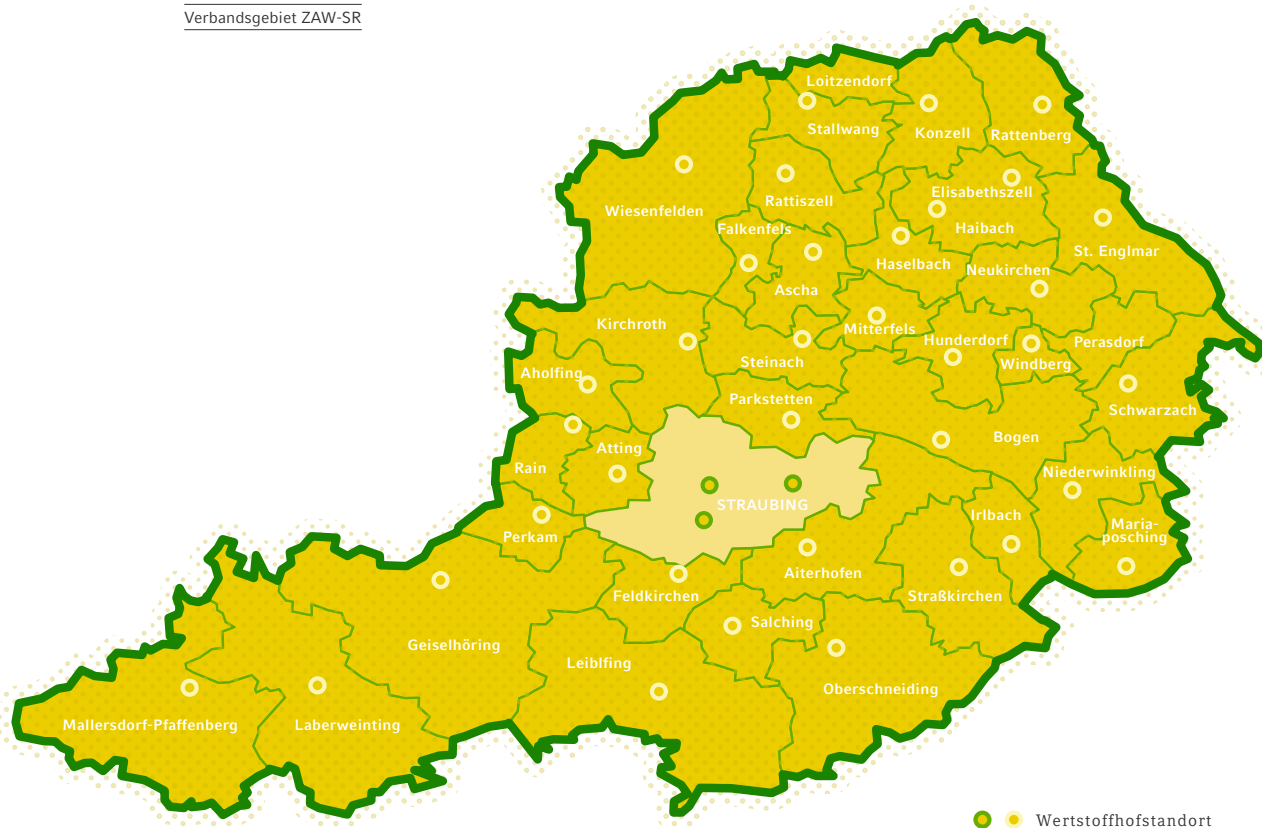 Verbandsgebiet ZAW-SR
Loitzendorf
Stallwang
Konzell
Rattenberg
Elisabethszell
Rattiszell
Wiesenfelden
Falkenfels
Haibach
St. Englmar
Haselbach
Neukirchen
Ascha
Kirchroth
Mitterfels
Hunderdorf
Perasdorf
Steinach
Windberg
Aholfing
Parkstetten
Schwarzach
Bogen
Atting
Rain
Niederwinkling
STRAUBING
Irlbach
Maria-
posching
Perkam
Aiterhofen
Feldkirchen
Straßkirchen
Salching
Geiselhöring
Leiblfing
Oberschneiding
Mallersdorf-Pfaffenberg
Laberweinting
Wertstoffhofstandort